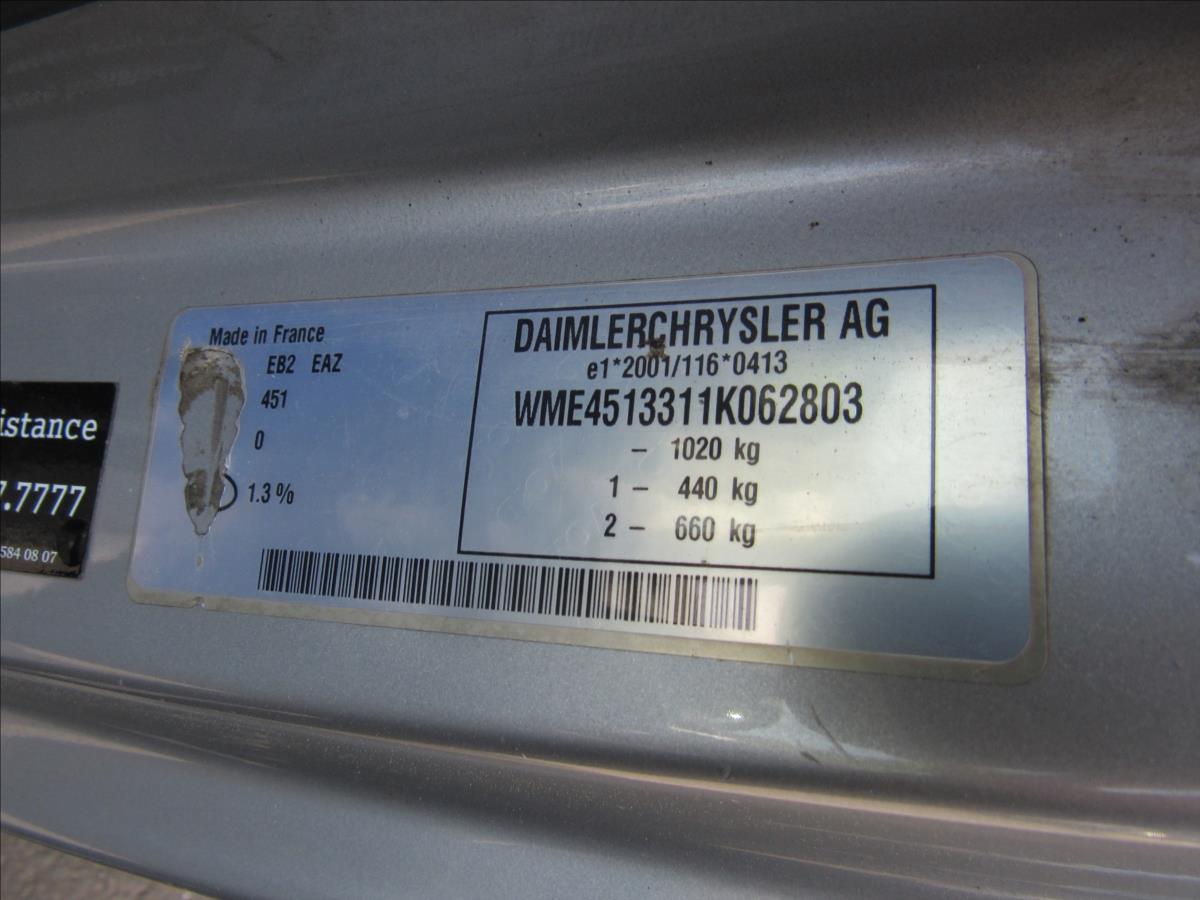 Made in France
EB2 EAZ
451
0
1.3 %
DAIMLERCHRYSLER AG
e1*2001/116*0413
WME4513311K062803
– 1020 kg
1 – 440 kg
2 – 660 kg
istance
7.7777
584 08 07